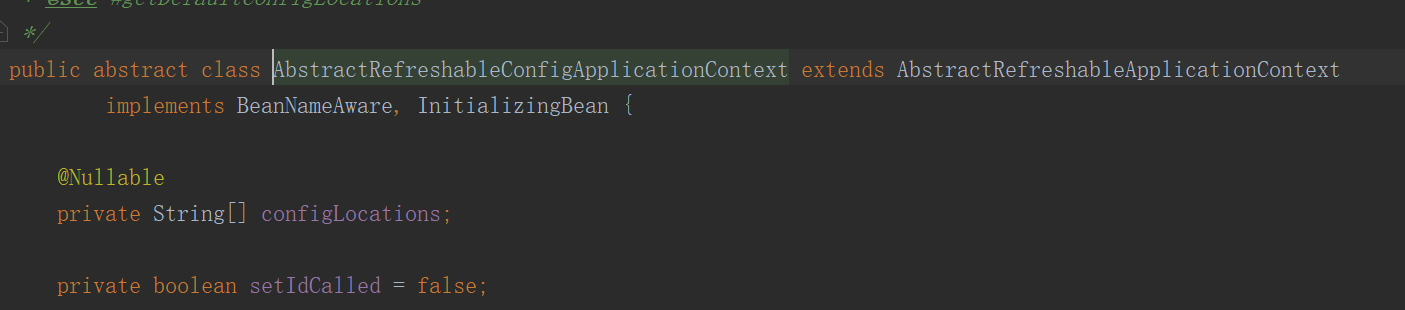 * @see #getDefaultConfigLocations
*/
public abstract class AbstractRefreshableConfigApplicationContext extends AbstractRefreshableApplicationContext
implements BeanNameAware, InitializingBean {
@Nullable
private String[] configLocations;
private boolean setIdCalled = false;